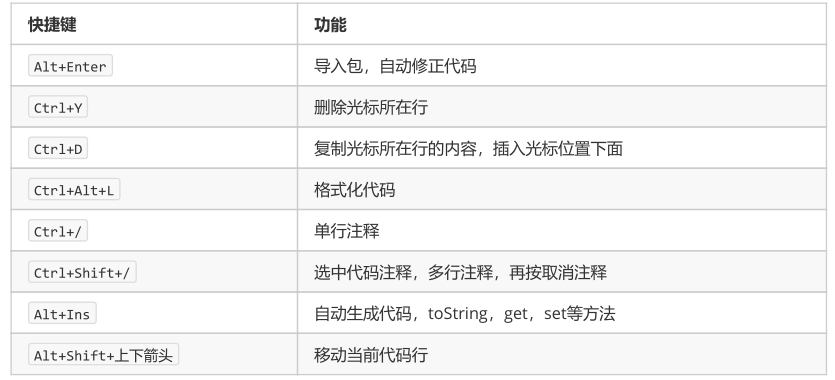 快捷键 功能
Alt+Enter 导入包，自动修正代码
Ctrl+Y 删除光标所在行
Ctrl+D 复制光标所在行的内容，插入光标位置下面
Ctrl+Alt+L 格式化代码
Ctrl+/ 单行注释
Ctrl+Shift+/ 选中代码注释，多行注释，再按取消注释
Alt+Ins 自动生成代码，toString，get，set等方法
Alt+Shift+上下箭头 移动当前代码行